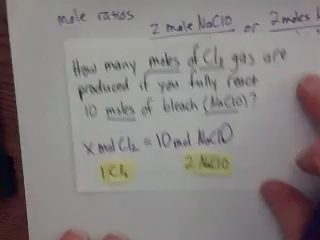 mole ratios
2 mole NaClO or 2 moles
How many moles of Cl₂ gas are
produced if you fully react
10 moles of bleach (NaClO)?
x mol Cl₂ = 10 mol NaClO
1 Cl₂ 2 NaClO